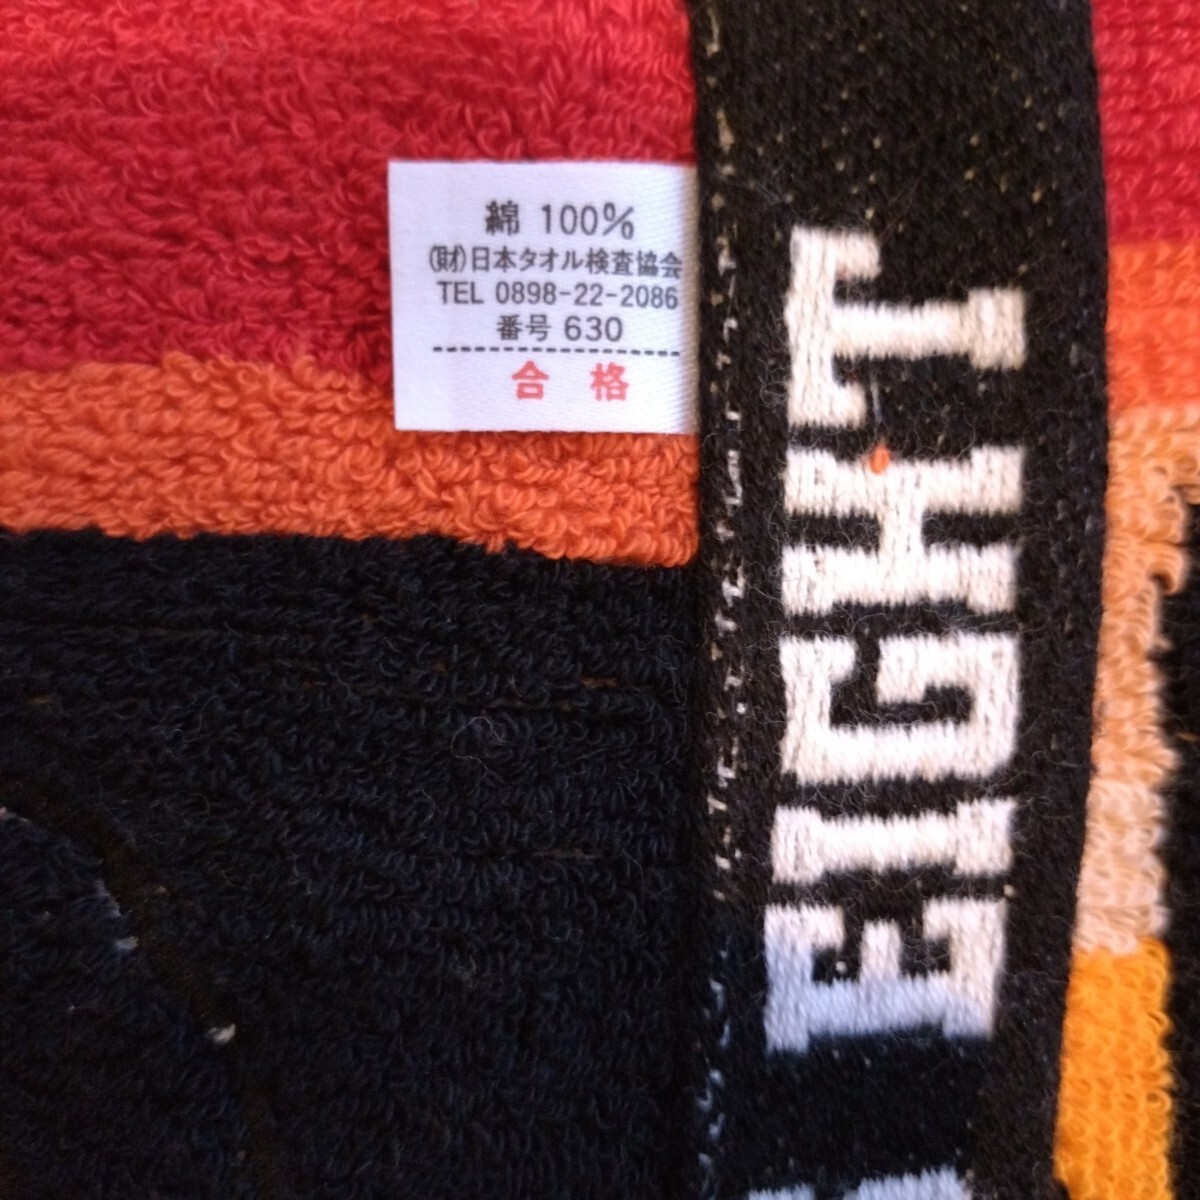 綿 100%
(財)日本タオル検査協会
TEL 0898-22-2086
番号 630
合 格
EIGHT